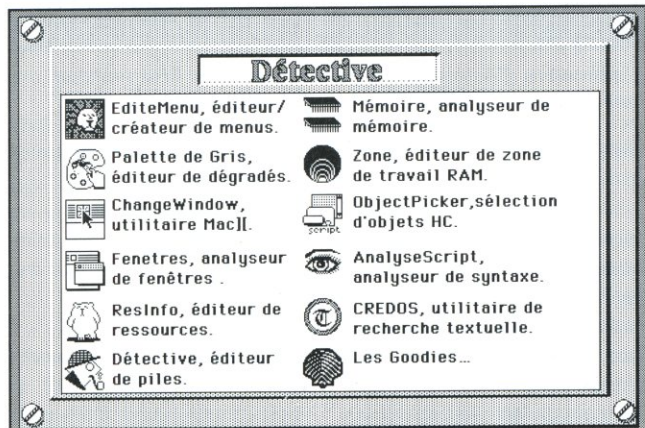 Détective
EditeMenu, éditeur/
créateur de menus.
Palette de Gris,
éditeur de dégradés.
ChangeWindow,
utilitaire Mac][.
Fenetres, analyseur
de fenêtres .
ResInfo, éditeur de
ressources.
Détective, éditeur
de piles.
Mémoire, analyseur de
mémoire.
Zone, éditeur de zone
de travail RAM.
script
ObjectPicker,sélection
d'objets HC.
AnalyseScript,
analyseur de syntaxe.
T
CREDOS, utilitaire de
recherche textuelle.
Les Goodies...